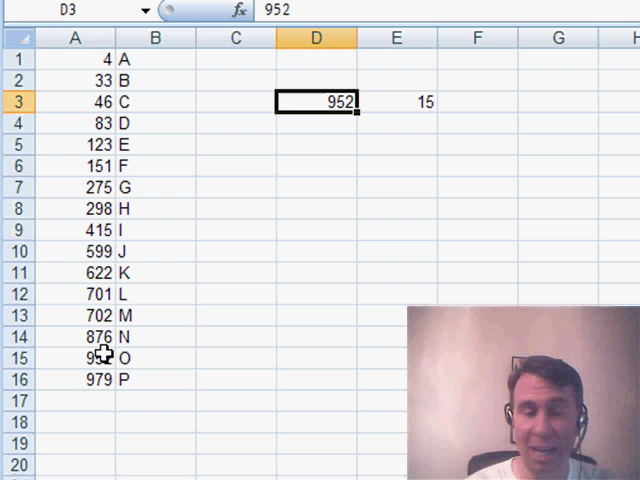 D3 fx 952
A B C D E F G H
1 4 A
2 33 B
3 46 C 952 15
4 83 D
5 123 E
6 151 F
7 275 G
8 298 H
9 415 I
10 599 J
11 622 K
12 701 L
13 702 M
14 876 N
15 O
16 979 P
17
18
19
20